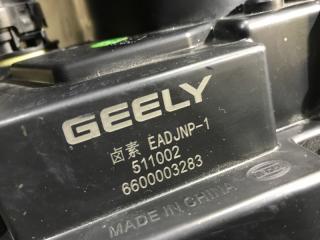 GEELY
卤素 EADJNP-1
511002
6600003283
MADE IN CHINA